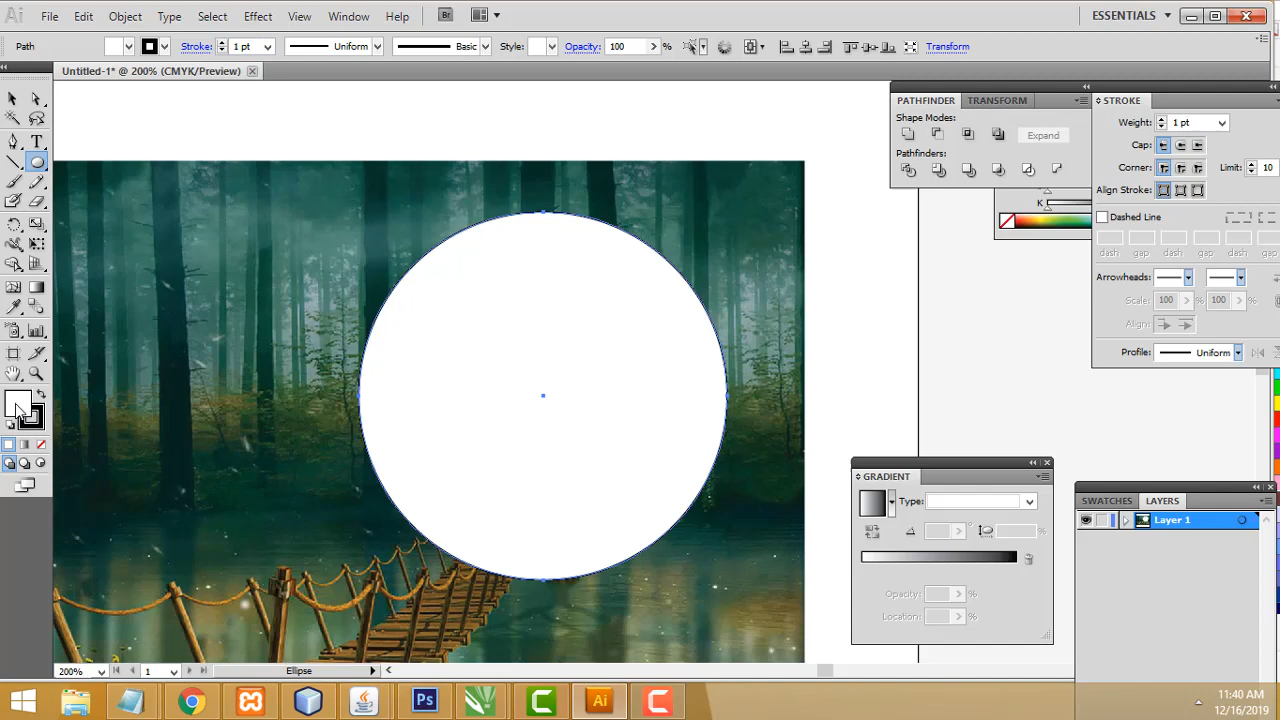 Ai File Edit Object Type Select Effect View Window Help Br ESSENTIALS
Path Stroke: 1 pt Uniform Basic Style: Opacity: 100 % Transform
Untitled-1* @ 200% (CMYK/Preview)
PATHFINDER TRANSFORM
Shape Modes:
Expand
Pathfinders:
STROKE
Weight: 1 pt
Cap:
Corner: Limit: 10
Align Stroke:
K
Dashed Line
dash gap dash gap dash gap
Arrowheads:
Scale: 100 100 %
Align:
Profile: Uniform
GRADIENT
Type:
°
%
Opacity: %
Location: %
SWATCHES LAYERS
Layer 1
200% 1 Ellipse
Ps Ai
11:40 AM
12/16/2019